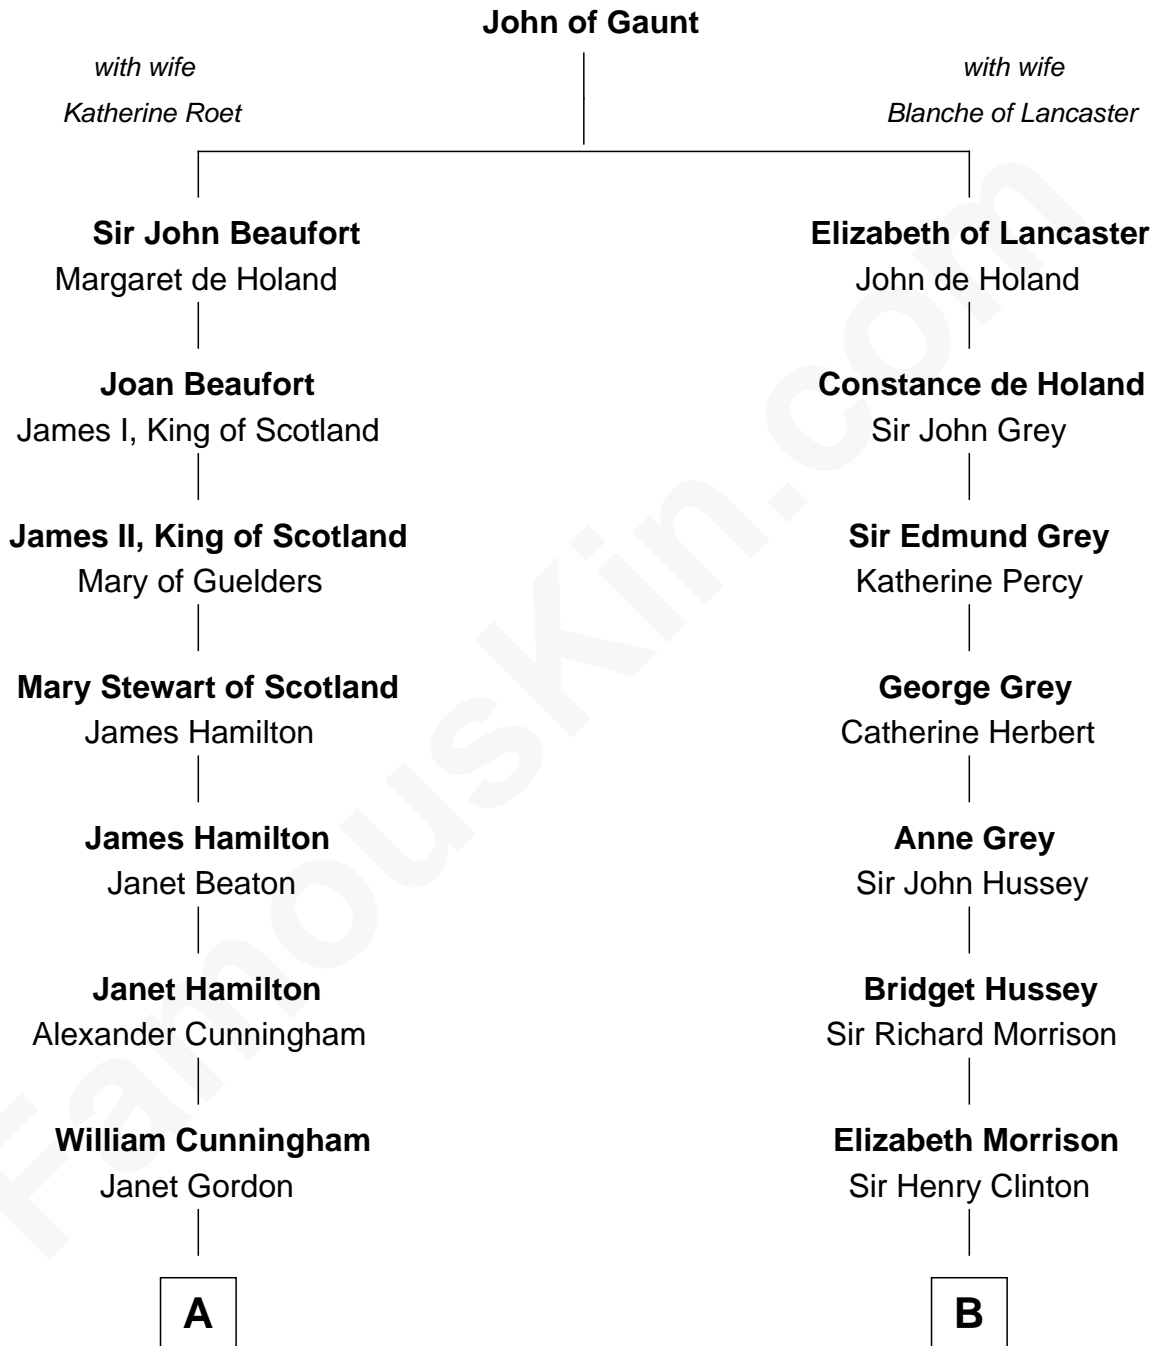 John of Gaunt
with wife
Katherine Roet
with wife
Blanche of Lancaster
Sir John Beaufort
Margaret de Holand
Elizabeth of Lancaster
John de Holand
Joan Beaufort
James I, King of Scotland
Constance de Holand
Sir John Grey
James II, King of Scotland
Mary of Guelders
Sir Edmund Grey
Katherine Percy
Mary Stewart of Scotland
James Hamilton
George Grey
Catherine Herbert
James Hamilton
Janet Beaton
Anne Grey
Sir John Hussey
Janet Hamilton
Alexander Cunningham
Bridget Hussey
Sir Richard Morrison
William Cunningham
Janet Gordon
Elizabeth Morrison
Sir Henry Clinton
A
B
FamousKin.com